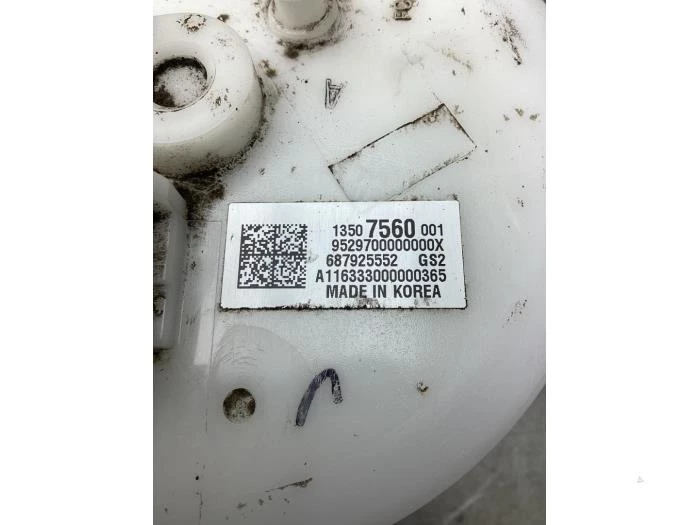 1350 7560 001
9529700000000X
687925552 GS2
A116333000000365
MADE IN KOREA